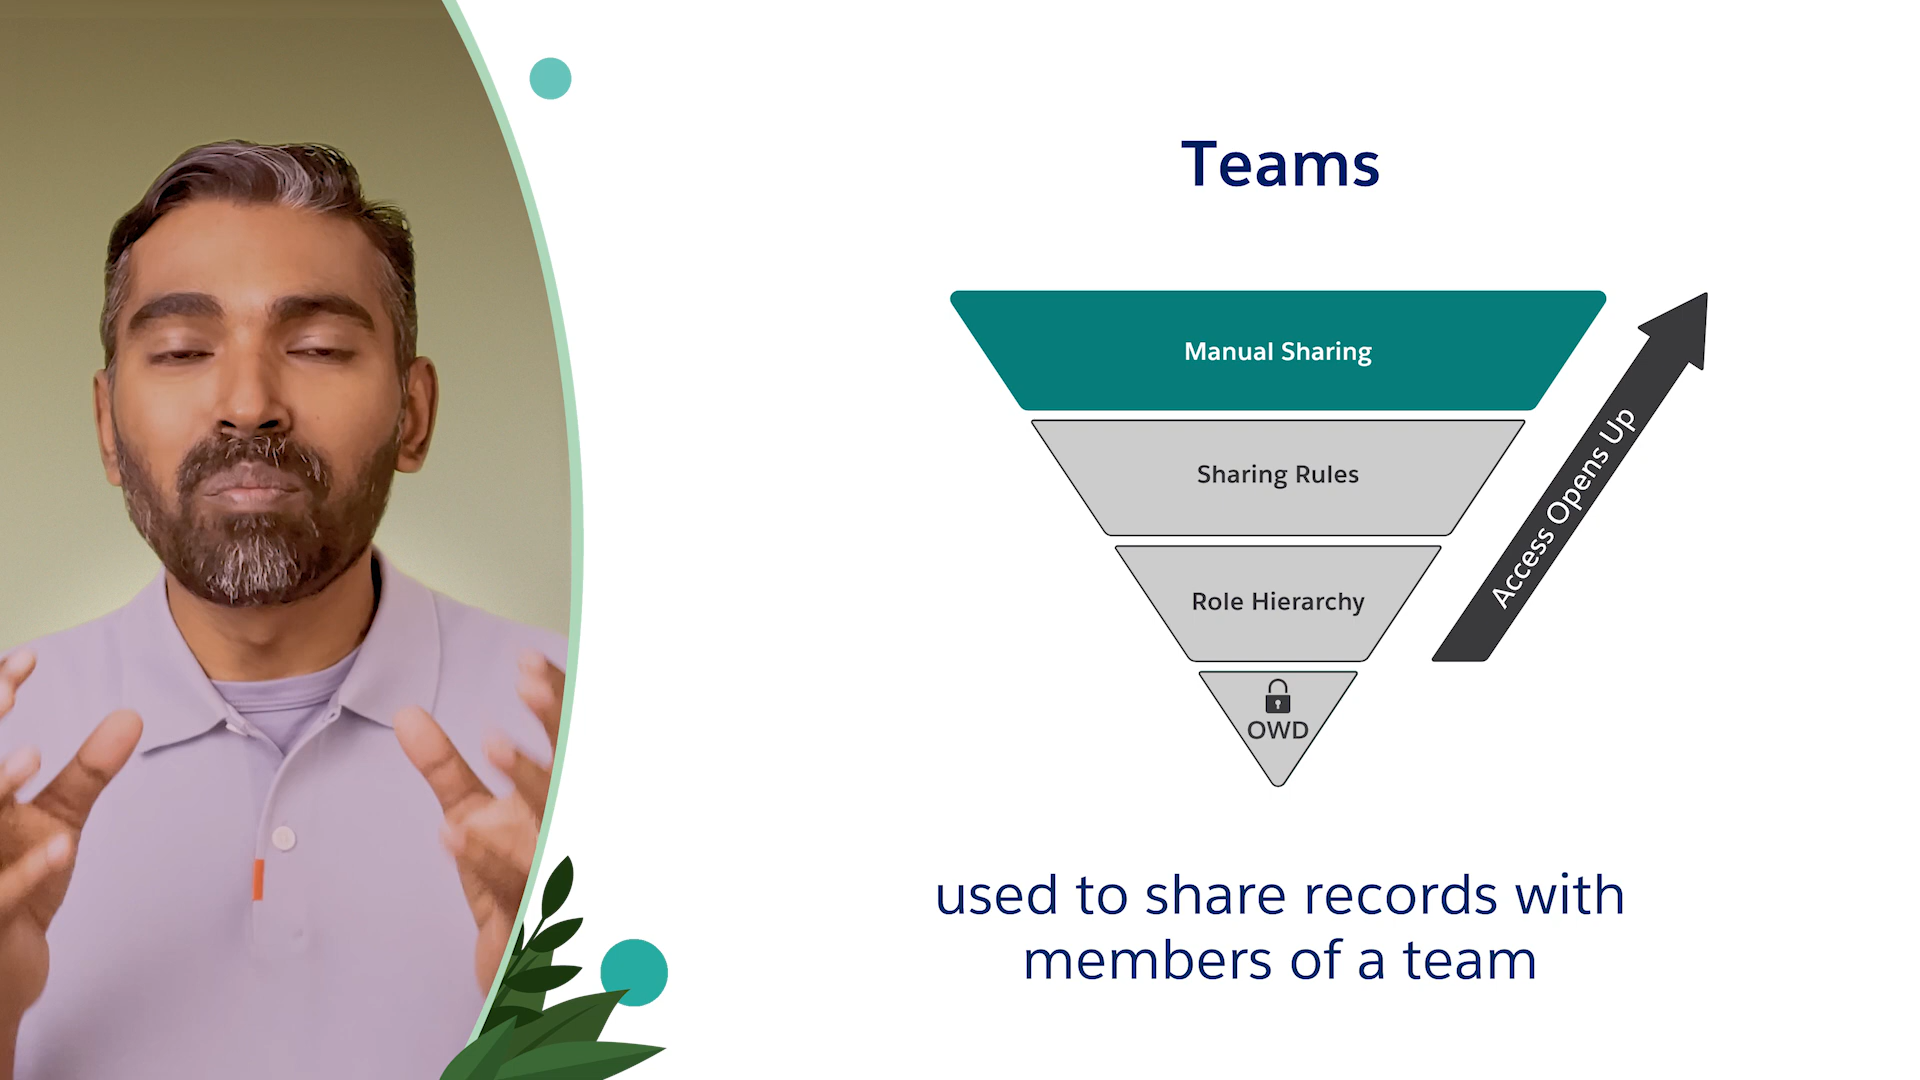 Teams
Manual Sharing
Sharing Rules
Role Hierarchy
OWD
Access Opens Up
used to share records with
members of a team